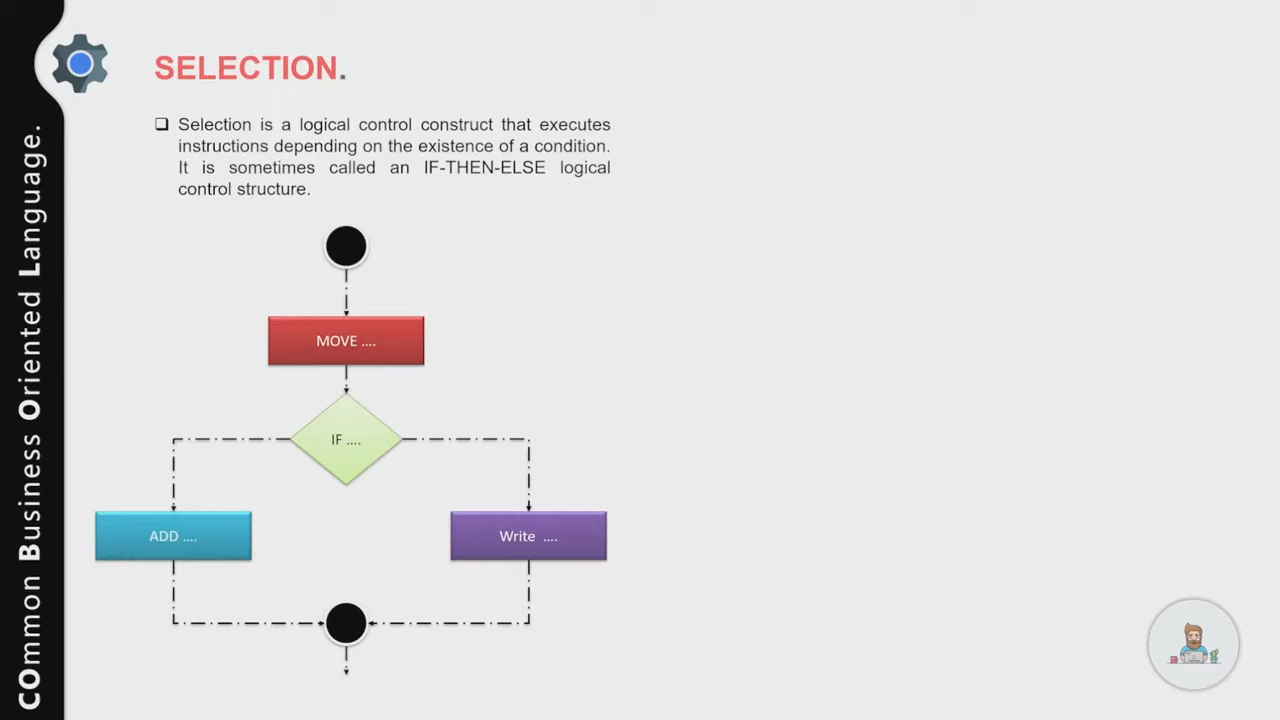 COmmon Business Oriented Language.
SELECTION.
❑ Selection is a logical control construct that executes
instructions depending on the existence of a condition.
It is sometimes called an IF-THEN-ELSE logical
control structure.
MOVE ....
IF ....
ADD ....
Write ....